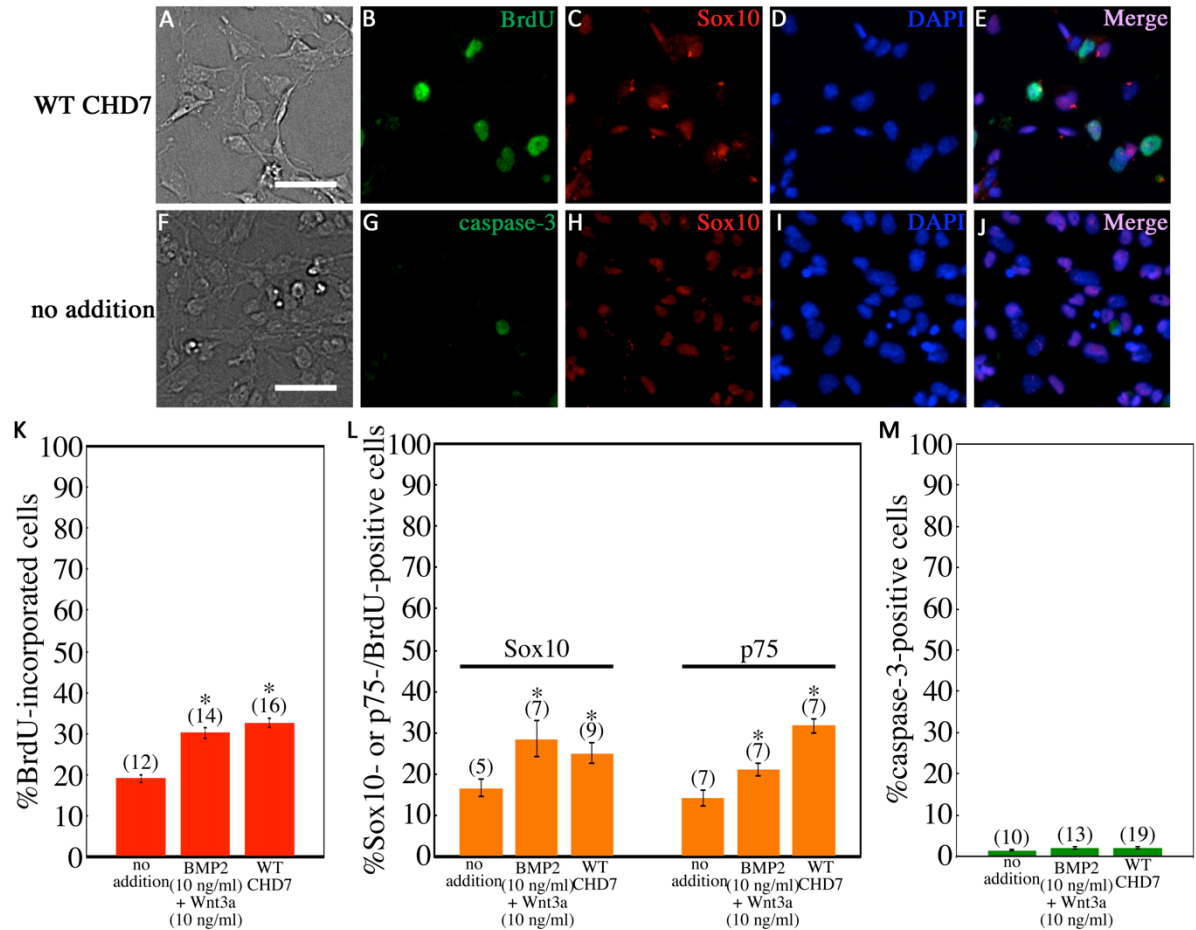 A
B
BrdU
C
Sox10
D
DAPI
E
Merge
WT CHD7
F
G
caspase-3
H
Sox10
I
DAPI
J
Merge
no addition
K
%BrdU-incorporated cells
100
90
80
70
60
50
40
30
20
10
0
(12)
*
(14)
*
(16)
no
addition
BMP2
(10 ng/ml)
+ Wnt3a
(10 ng/ml)
WT
CHD7
L
%Sox10- or p75-/BrdU-positive cells
100
90
80
70
60
50
40
30
20
10
0
Sox10
(5)
*
(7)
*
(9)
no
addition
BMP2
(10 ng/ml)
+ Wnt3a
(10 ng/ml)
WT
CHD7
p75
(7)
*
(7)
*
(7)
no
addition
BMP2
(10 ng/ml)
+ Wnt3a
(10 ng/ml)
WT
CHD7
M
%caspase-3-positive cells
100
90
80
70
60
50
40
30
20
10
0
(10)
(13)
(19)
no
addition
BMP2
(10 ng/ml)
+ Wnt3a
(10 ng/ml)
WT
CHD7